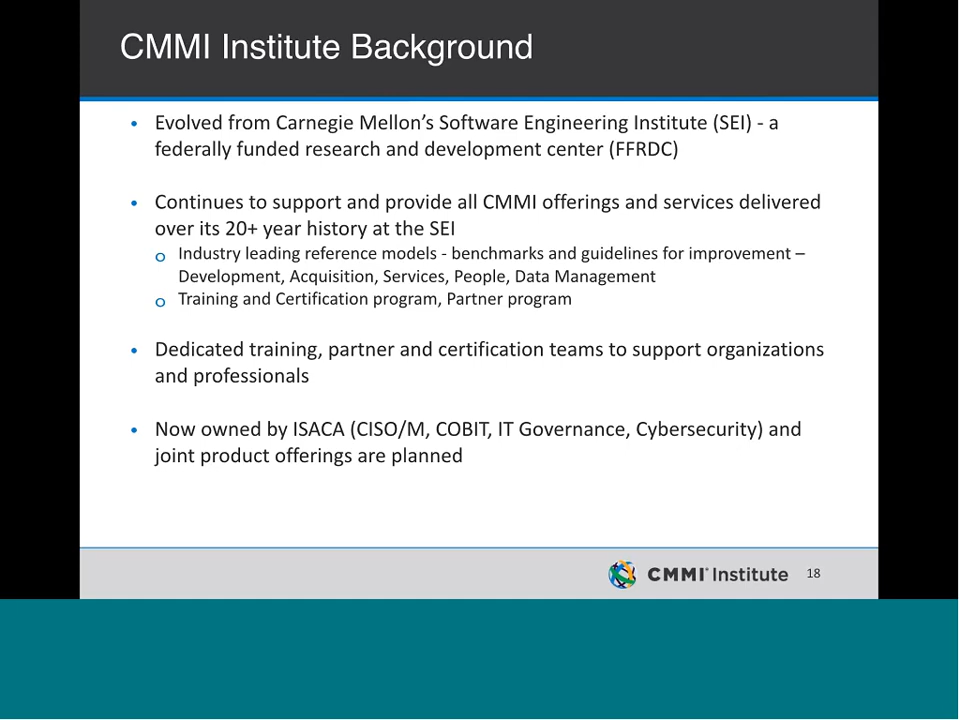 CMMI Institute Background
• Evolved from Carnegie Mellon’s Software Engineering Institute (SEI) - a
federally funded research and development center (FFRDC)
• Continues to support and provide all CMMI offerings and services delivered
over its 20+ year history at the SEI
o Industry leading reference models - benchmarks and guidelines for improvement –
Development, Acquisition, Services, People, Data Management
o Training and Certification program, Partner program
• Dedicated training, partner and certification teams to support organizations
and professionals
• Now owned by ISACA (CISO/M, COBIT, IT Governance, Cybersecurity) and
joint product offerings are planned
CMMI® Institute 18